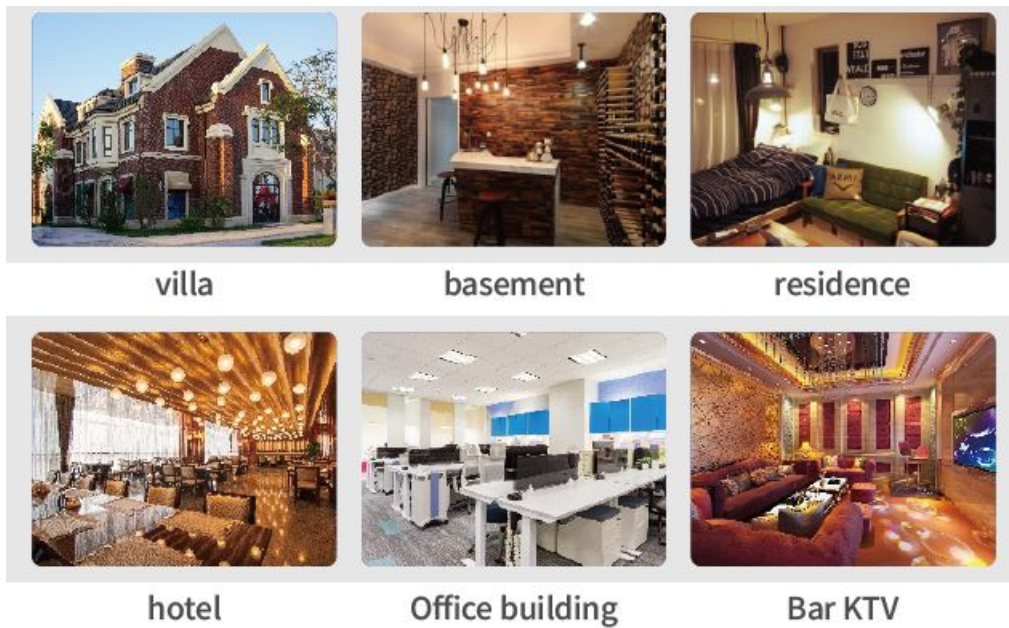 villa
basement
residence
hotel
Office building
Bar KTV